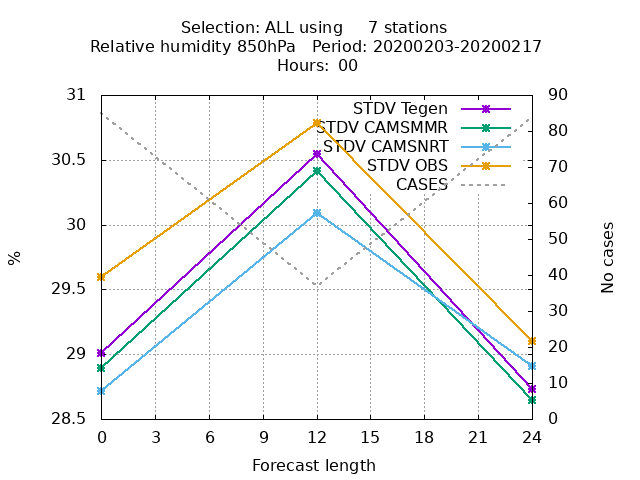 Selection: ALL using 7 stations
Relative humidity 850hPa Period: 20200203-20200217
Hours: 00
31
30.5
30
29.5
29
28.5
%
STDV Tegen
STDV CAMSMMR
STDV CAMSNRT
STDV OBS
CASES
90
80
70
60
50
40
30
20
10
0
No cases
0 3 6 9 12 15 18 21 24
Forecast length